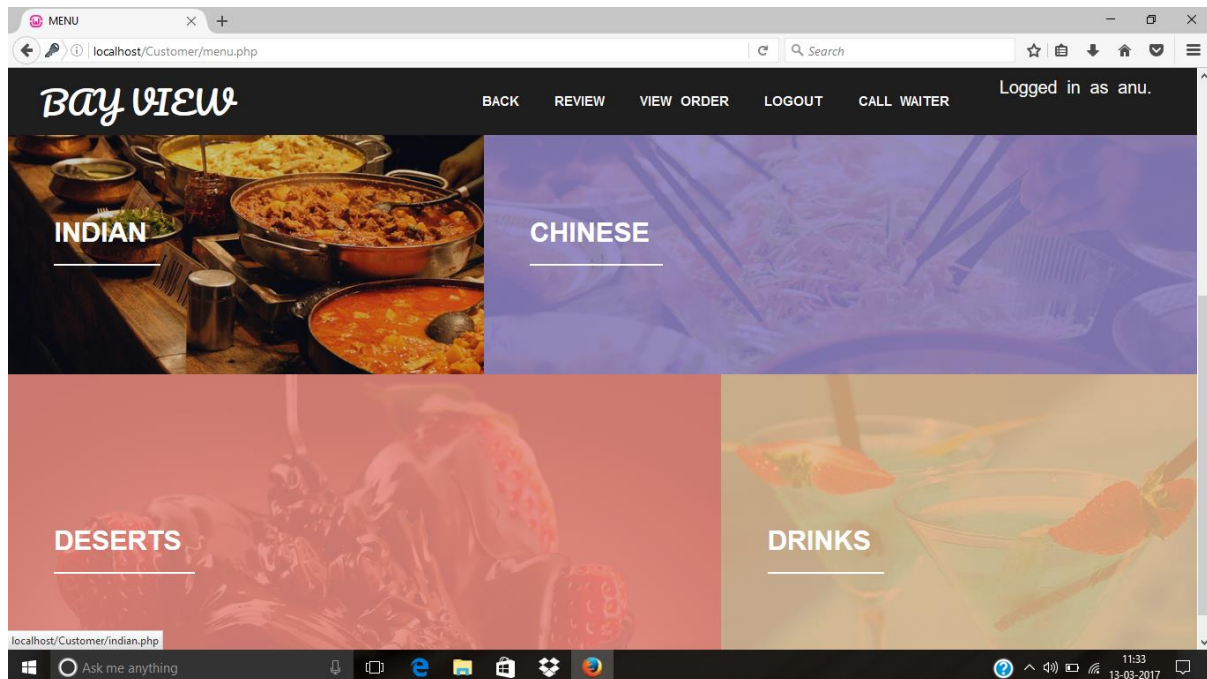 MENU
localhost/Customer/menu.php
Search
BAY VIEW
BACK REVIEW VIEW ORDER LOGOUT CALL WAITER
Logged in as anu.
INDIAN
CHINESE
DESERTS
DRINKS
localhost/Customer/indian.php
Ask me anything
11:33
13-03-2017